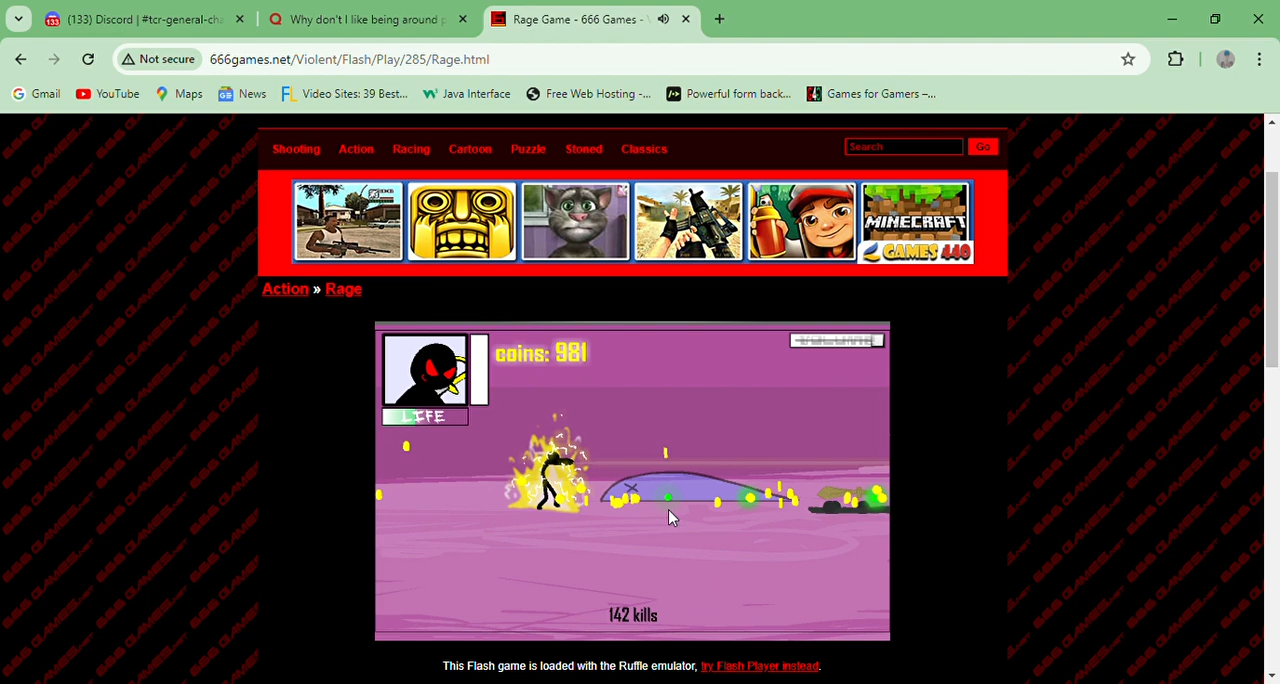 (133) Discord | #tcr-general-cha
Why don't I like being around p
Rage Game - 666 Games - V
Not secure
666games.net/Violent/Flash/Play/285/Rage.html
Gmail
YouTube
Maps
News
Video Sites: 39 Best...
Java Interface
Free Web Hosting -...
Powerful form back...
Games for Gamers –...
Shooting
Action
Racing
Cartoon
Puzzle
Stoned
Classics
Search
Go
MINECRAFT
GAMES 440
Action » Rage
coins: 981
VOLUME
LIFE
142 kills
This Flash game is loaded with the Ruffle emulator, try Flash Player instead.